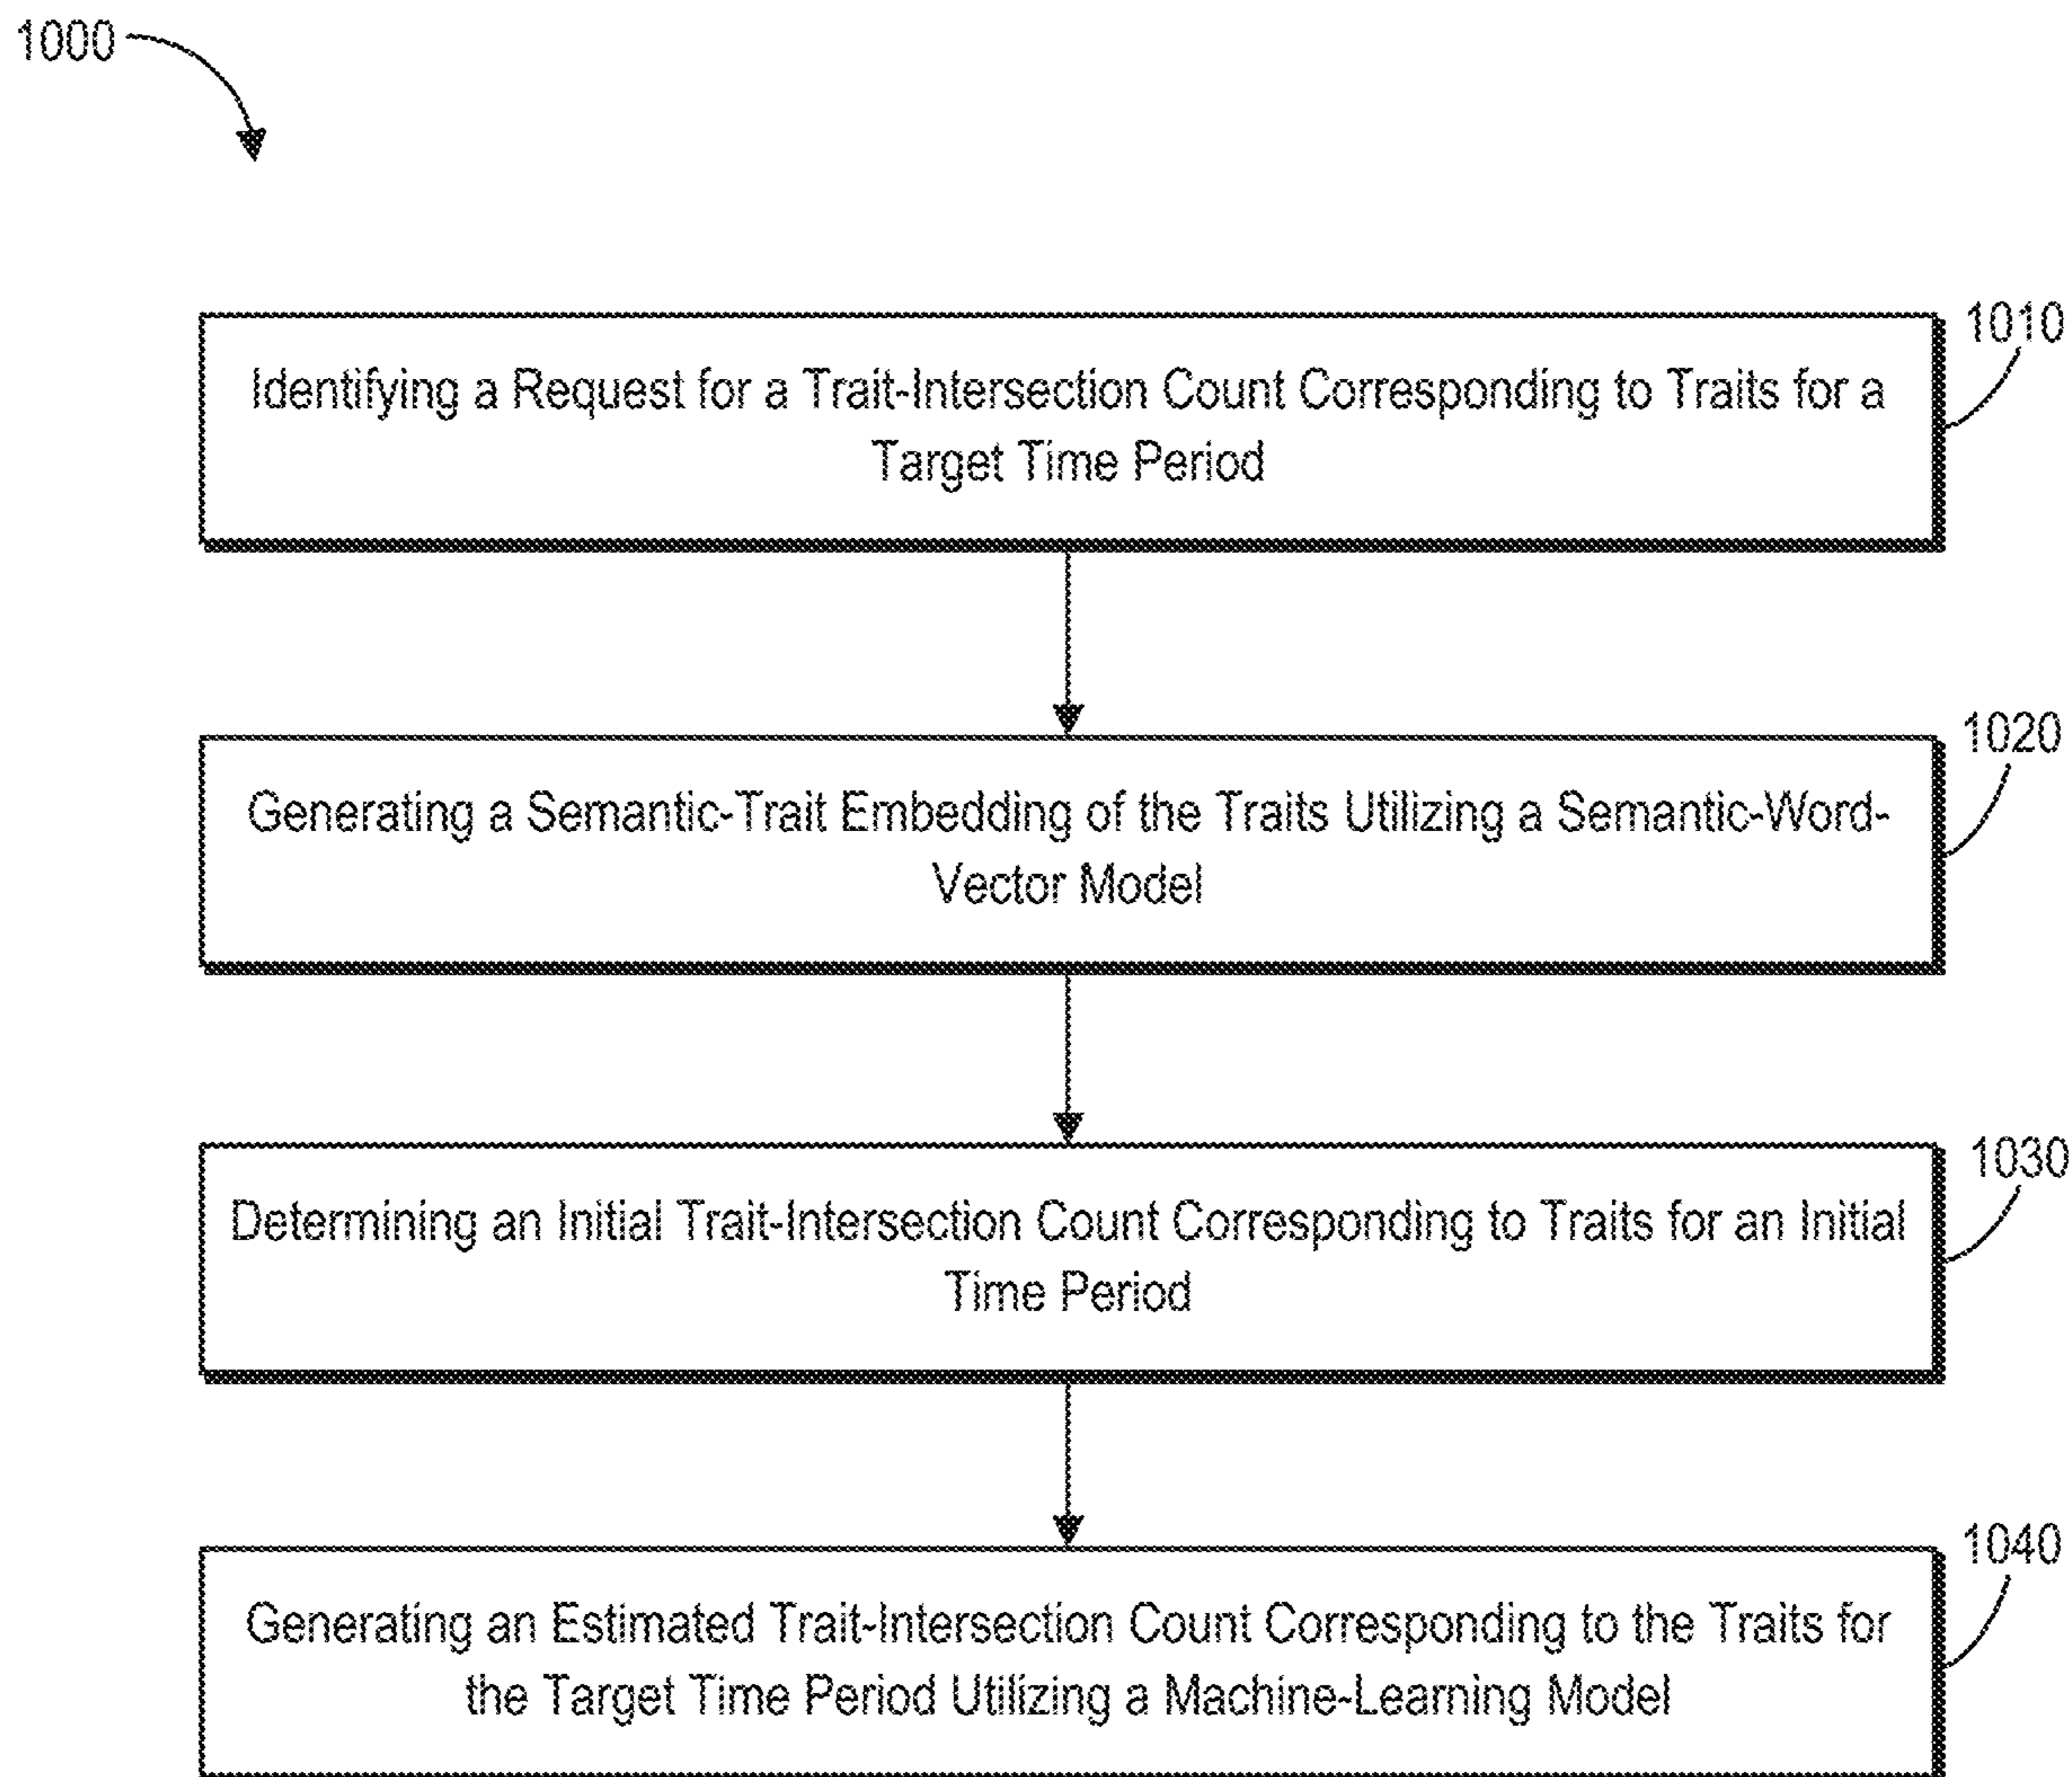 1000
1010
Identifying a Request for a Trait-Intersection Count Corresponding to Traits for a
Target Time Period
1020
Generating a Semantic-Trait Embedding of the Traits Utilizing a Semantic-Word-
Vector Model
1030
Determining an Initial Trait-Intersection Count Corresponding to Traits for an Initial
Time Period
1040
Generating an Estimated Trait-Intersection Count Corresponding to the Traits for
the Target Time Period Utilizing a Machine-Learning Model